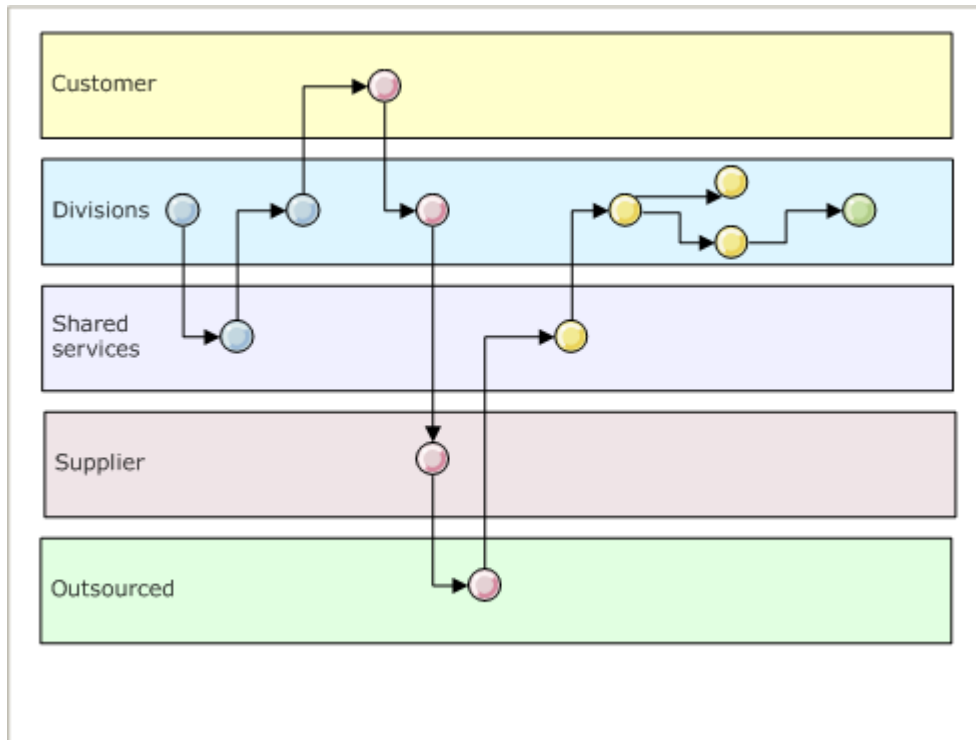 Customer
Divisions
Shared
services
Supplier
Outsourced